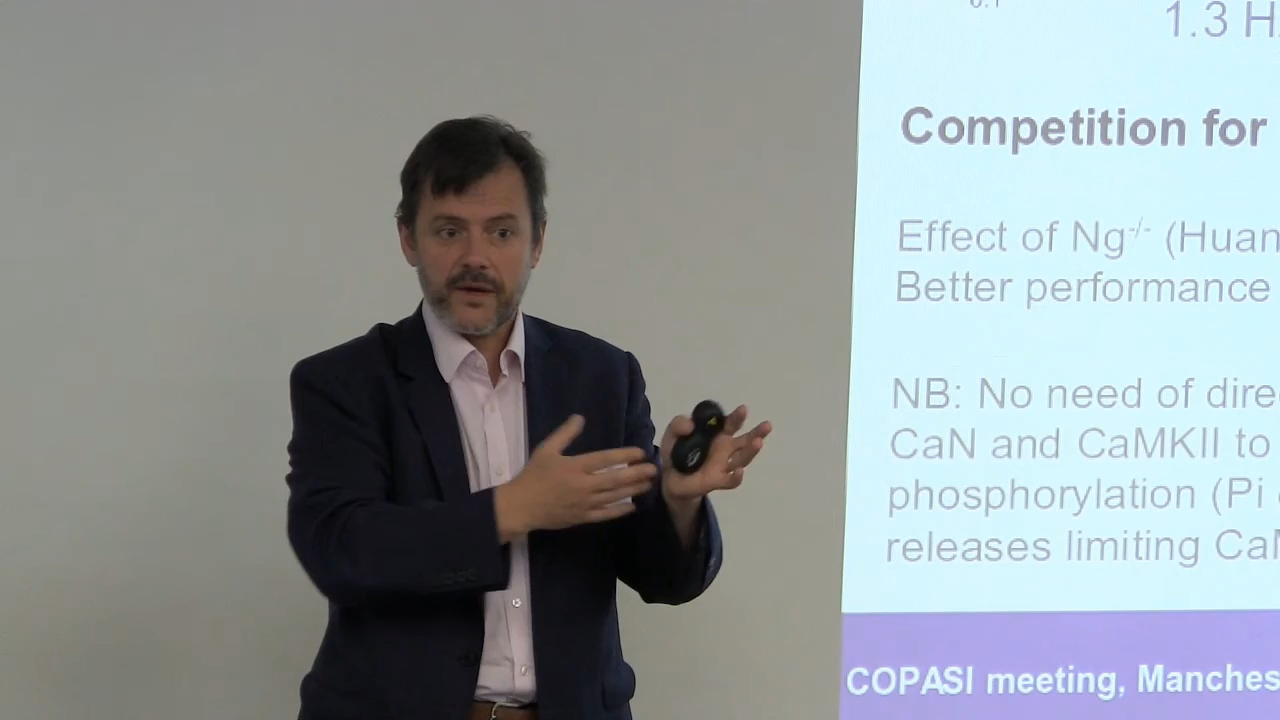 1.3 H
Competition for
Effect of Ng-/- (Huan
Better performance
NB: No need of dire
CaN and CaMKII to
phosphorylation (Pi
releases limiting Ca
COPASI meeting, Manches